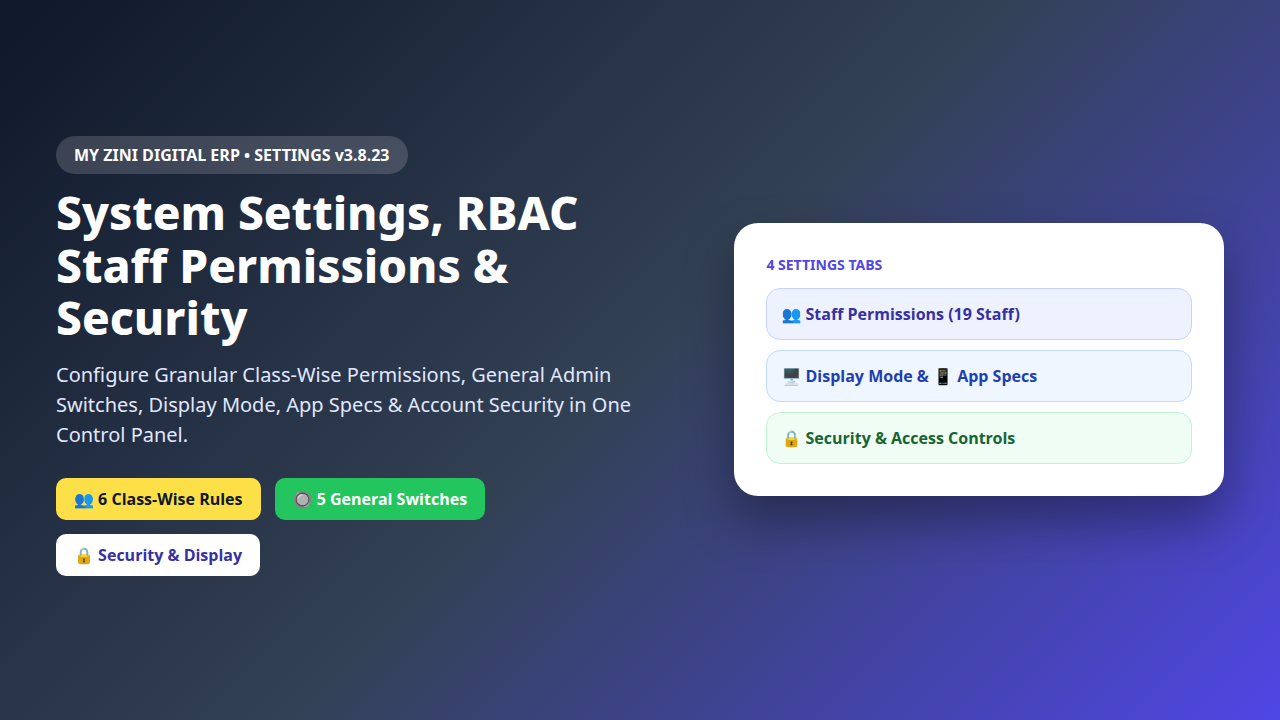 MY ZINI DIGITAL ERP • SETTINGS v3.8.23
System Settings, RBAC
Staff Permissions &
Security
Configure Granular Class-Wise Permissions, General Admin
Switches, Display Mode, App Specs & Account Security in One
Control Panel.
👥 6 Class-Wise Rules
🔘 5 General Switches
🔒 Security & Display
4 SETTINGS TABS
👥 Staff Permissions (19 Staff)
🖥️ Display Mode & 📱 App Specs
🔒 Security & Access Controls